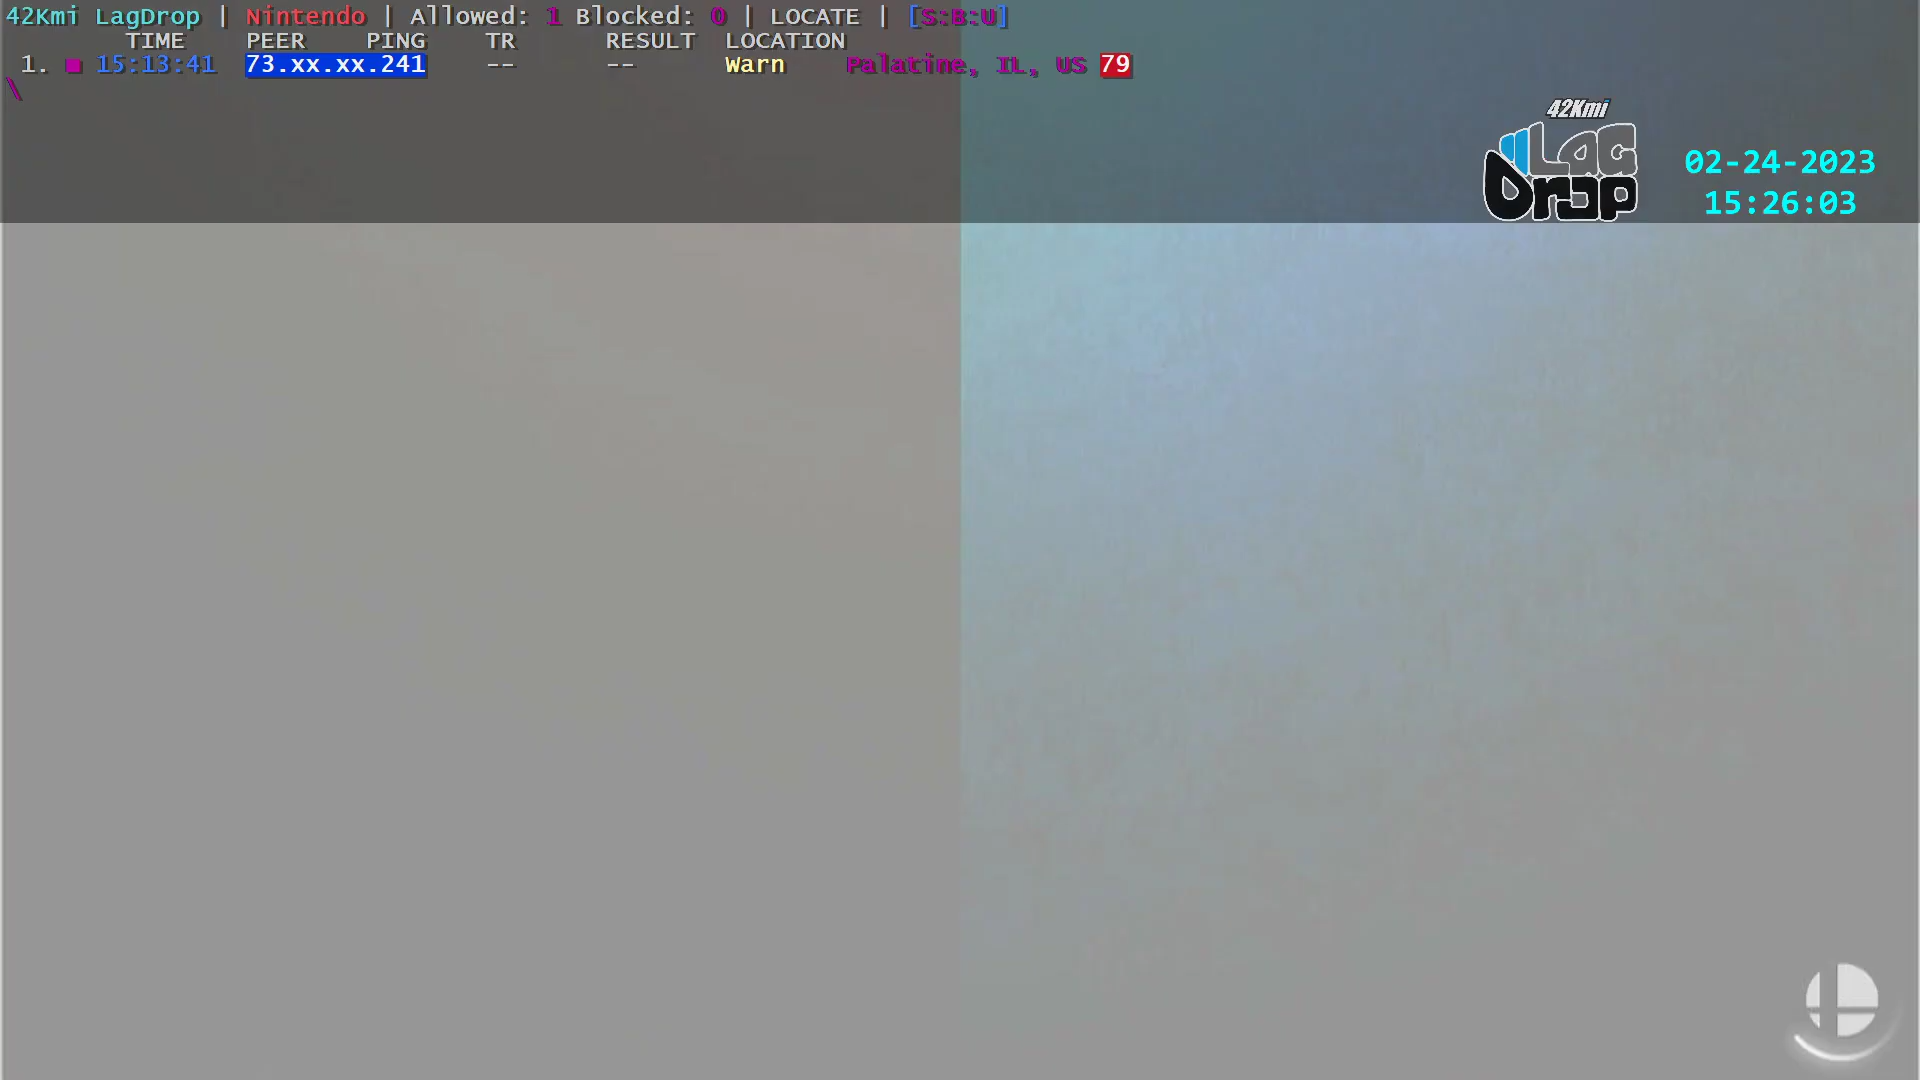 42Kmi LagDrop | Nintendo | Allowed: 1 Blocked: 0 | LOCATE | [S:B:U]
TIME PEER PING TR RESULT LOCATION
1. ■ 15:13:41 73.xx.xx.241 -- -- Warn Palatine, IL, US 79
\
42Kmi
LaG
Drop
02-24-2023
15:26:03